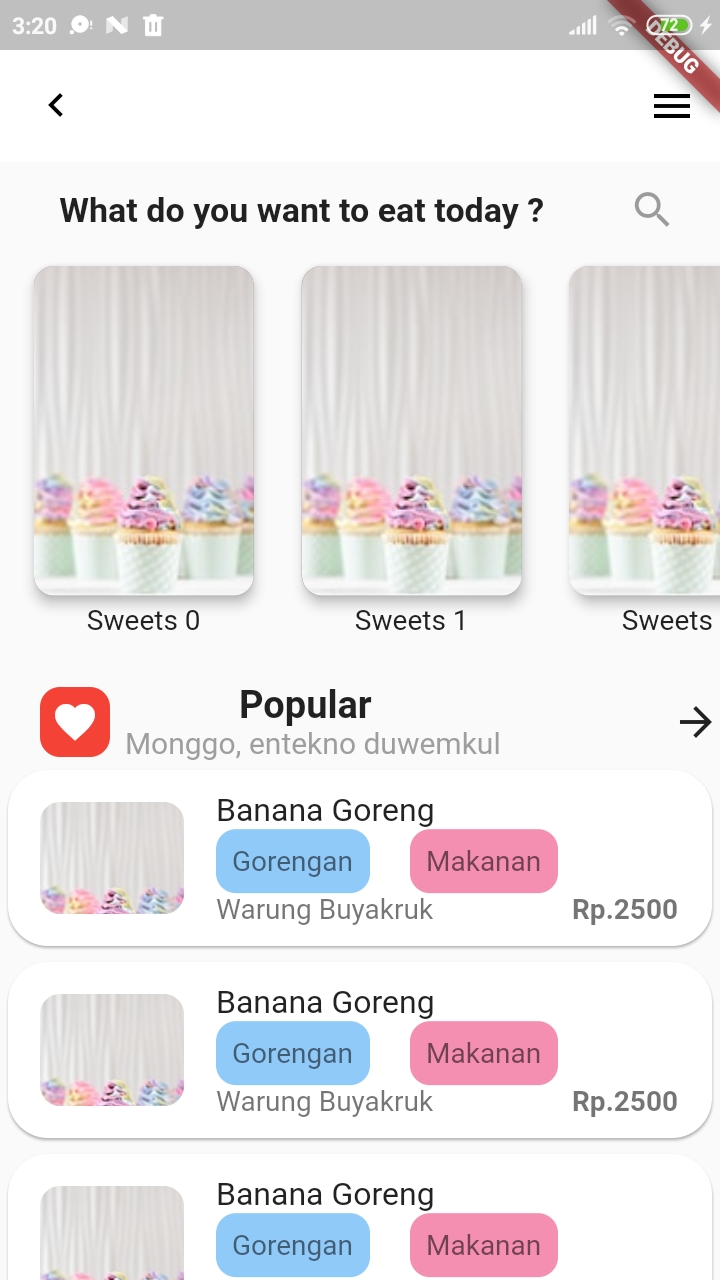 3:20
72
DEBUG
What do you want to eat today ?
Sweets 0
Sweets 1
Sweets
Popular
Monggo, entekno duwemkul
Banana Goreng
Gorengan Makanan
Warung Buyakruk Rp.2500
Banana Goreng
Gorengan Makanan
Warung Buyakruk Rp.2500
Banana Goreng
Gorengan Makanan